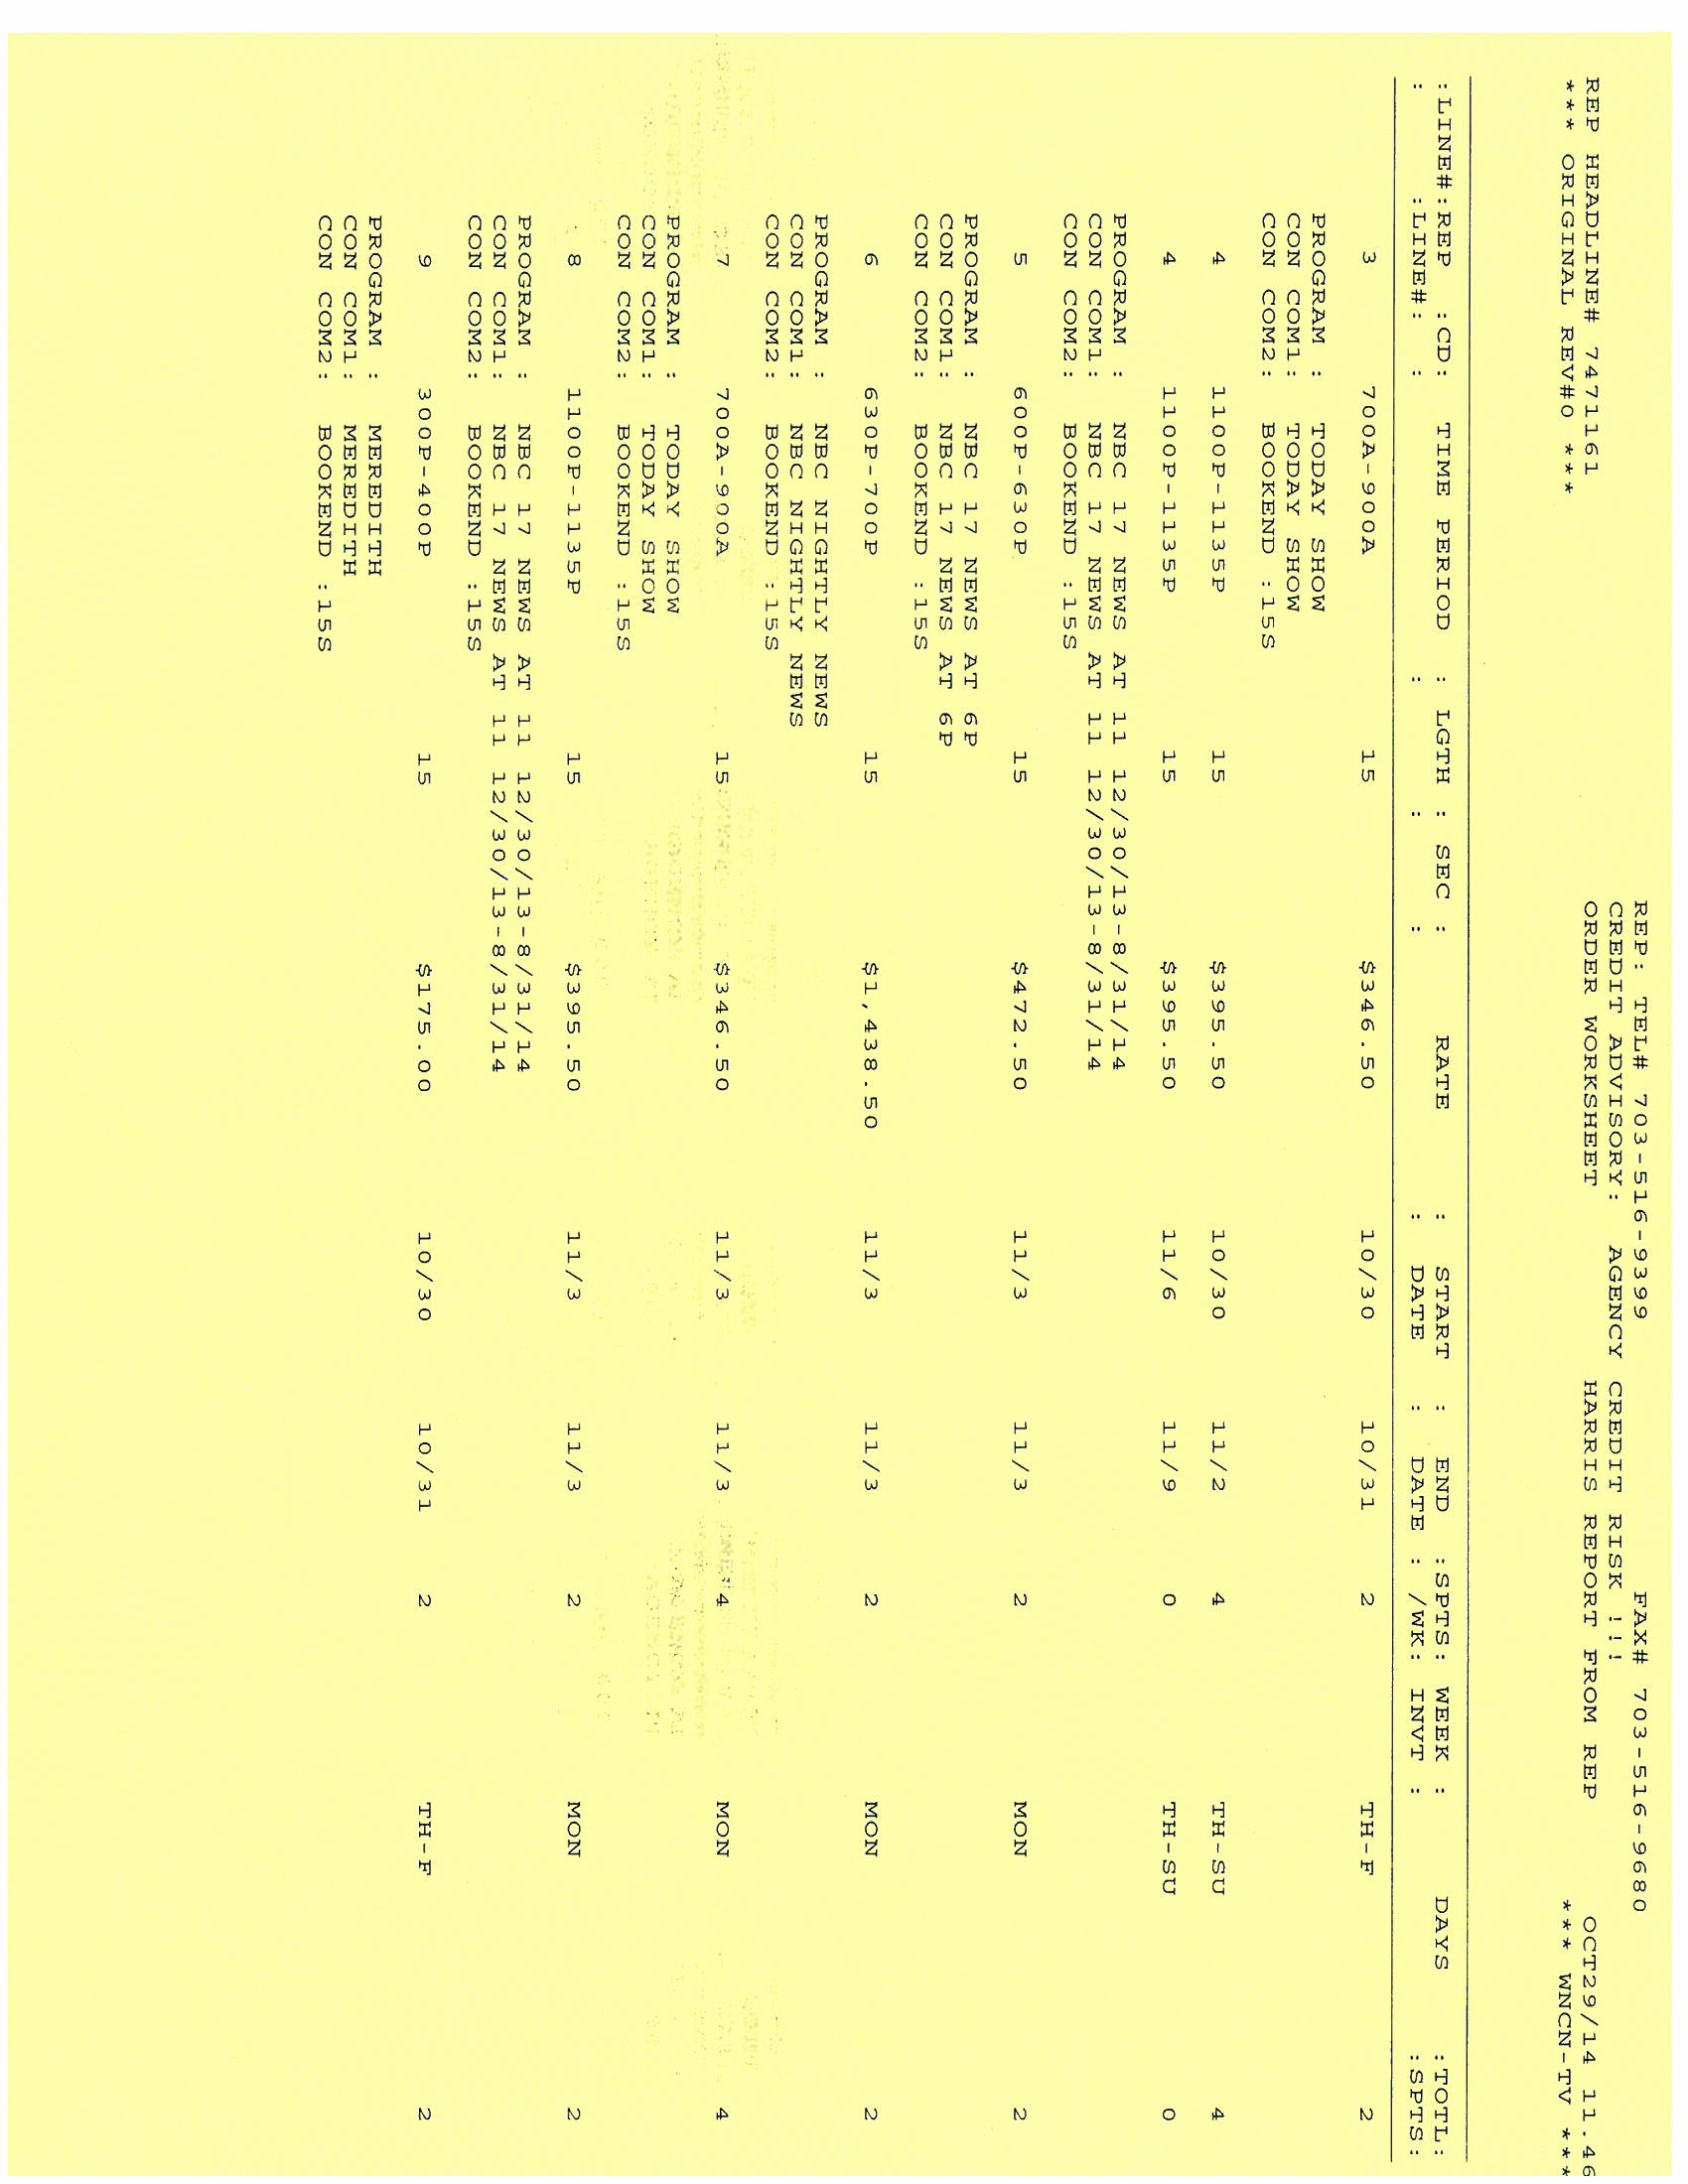 REP: TEL# 703-516-9399 FAX# 703-516-9680
CREDIT ADVISORY: AGENCY CREDIT RISK !!!
REP HEADLINE# 7471161 ORDER WORKSHEET HARRIS REPORT FROM REP OCT29/14 11.46
*** ORIGINAL REV#0 *** *** WNCN-TV ***
:LINE#:REP :CD: TIME PERIOD : LGTH : SEC : RATE : START : END :SPTS: WEEK : DAYS :TOTL:
: :LINE#: : : : : DATE : DATE : /WK: INVT : :SPTS:
3 700A-900A 15 $346.50 10/30 10/31 2 TH-F 2
PROGRAM : TODAY SHOW
CON COM1: TODAY SHOW
CON COM2: BOOKEND :15S
4 1100P-1135P 15 $395.50 10/30 11/2 4 TH-SU 4
4 1100P-1135P 15 $395.50 11/6 11/9 0 TH-SU 0
PROGRAM : NBC 17 NEWS AT 11 12/30/13-8/31/14
CON COM1: NBC 17 NEWS AT 11 12/30/13-8/31/14
CON COM2: BOOKEND :15S
5 600P-630P 15 $472.50 11/3 11/3 2 MON 2
PROGRAM : NBC 17 NEWS AT 6P
CON COM1: NBC 17 NEWS AT 6P
CON COM2: BOOKEND :15S
6 630P-700P 15 $1,438.50 11/3 11/3 2 MON 2
PROGRAM : NBC NIGHTLY NEWS
CON COM1: NBC NIGHTLY NEWS
CON COM2: BOOKEND :15S
7 700A-900A 15 $346.50 11/3 11/3 4 MON 4
PROGRAM : TODAY SHOW
CON COM1: TODAY SHOW
CON COM2: BOOKEND :15S
8 1100P-1135P 15 $395.50 11/3 11/3 2 MON 2
PROGRAM : NBC 17 NEWS AT 11 12/30/13-8/31/14
CON COM1: NBC 17 NEWS AT 11 12/30/13-8/31/14
CON COM2: BOOKEND :15S
9 300P-400P 15 $175.00 10/30 10/31 2 TH-F 2
PROGRAM : MEREDITH
CON COM1: MEREDITH
CON COM2: BOOKEND :15S